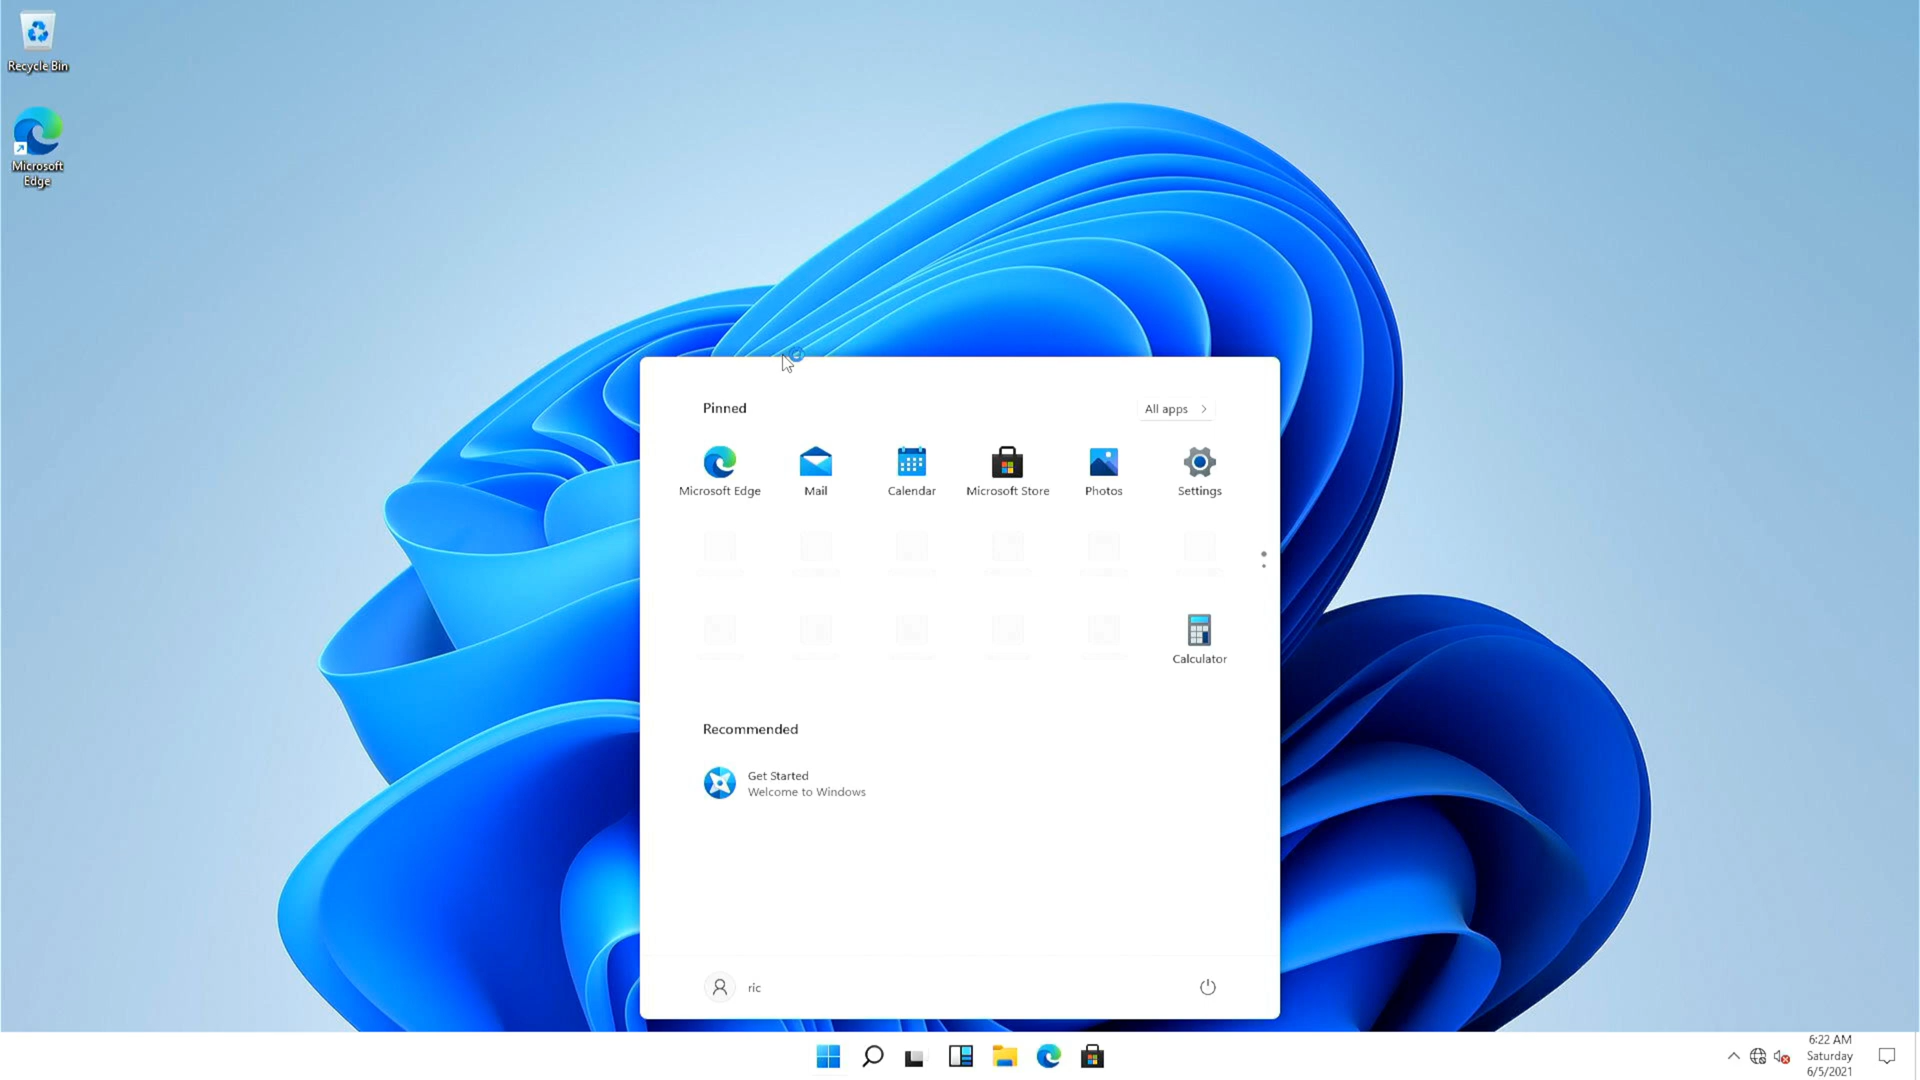 Recycle Bin
Microsoft
Edge
Pinned
All apps
Microsoft Edge
Mail
Calendar
Microsoft Store
Photos
Settings
Calculator
Recommended
Get Started
Welcome to Windows
ric
6:22 AM
Saturday
6/5/2021